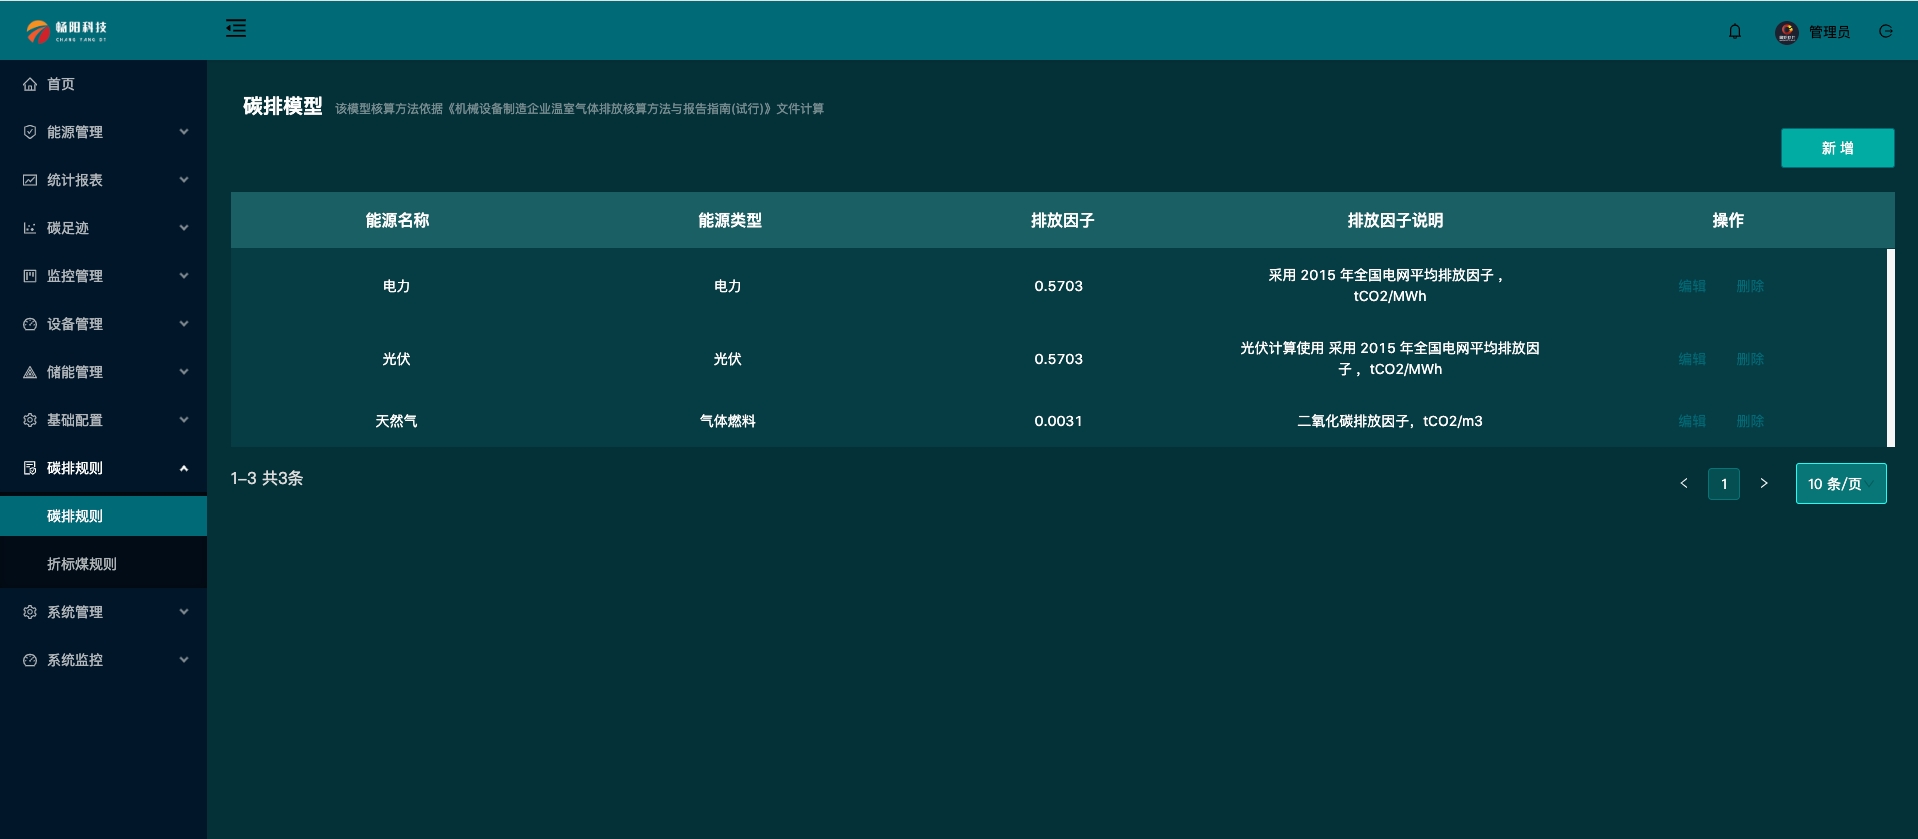 畅阳科技
CHANG YANG DT
管理员
首页
能源管理
统计报表
碳足迹
监控管理
设备管理
储能管理
基础配置
碳排规则
碳排规则
折标煤规则
系统管理
系统监控
碳排模型 该模型核算方法依据《机械设备制造企业温室气体排放核算方法与报告指南(试行)》文件计算
新 增
能源名称 能源类型 排放因子 排放因子说明 操作
电力 电力 0.5703 采用 2015 年全国电网平均排放因子 ，
tCO2/MWh
编辑 删除
光伏 光伏 0.5703 光伏计算使用 采用 2015 年全国电网平均排放因
子 ，tCO2/MWh
编辑 删除
天然气 气体燃料 0.0031 二氧化碳排放因子，tCO2/m3 编辑 删除
1-3 共3条
< 1 > 10 条/页